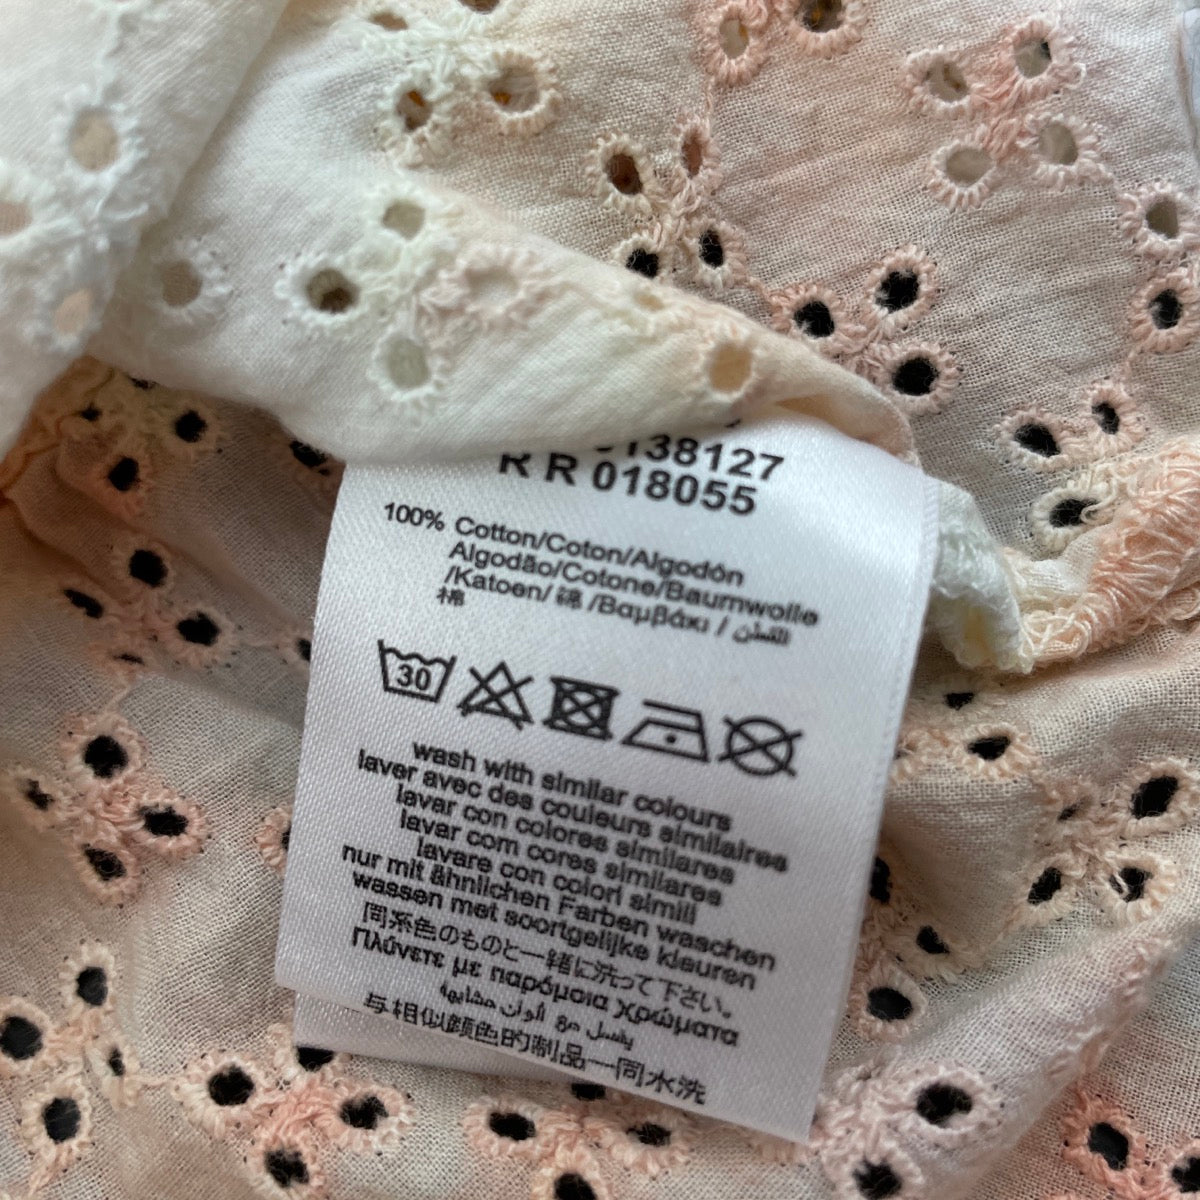 138127
R R 018055
100% Cotton/Coton/Algodón
Algodão/Cotone/Baumwolle
/Katoen/ 綿 /Βαμβάκι / القطن
棉
30
wash with similar colours
laver avec des couleurs similaires
lavar con colores similares
lavar com cores similares
lavare con colori simili
nur mit ähnlichen Farben waschen
wassen met soortgelijke kleuren
同系色のものと一緒に洗って下さい。
Πλύνετε με παρόμοια χρώματα
يغسل مع ألوان مشابهة
与相似颜色的制品一同水洗